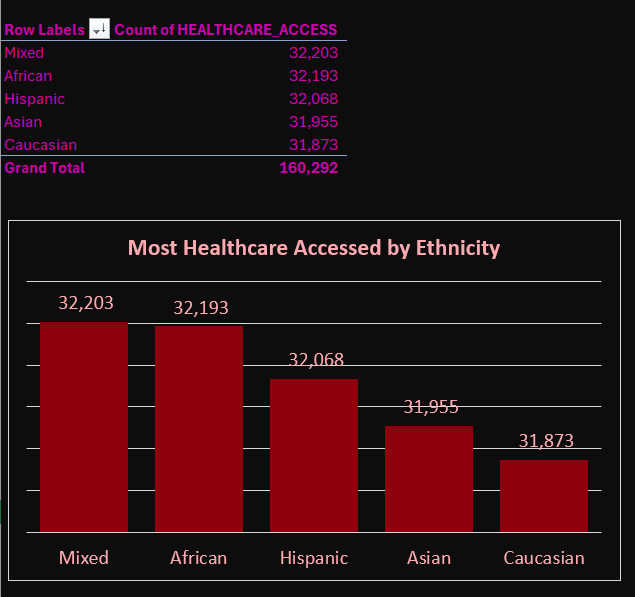 Row Labels Count of HEALTHCARE_ACCESS
Mixed 32,203
African 32,193
Hispanic 32,068
Asian 31,955
Caucasian 31,873
Grand Total 160,292
Most Healthcare Accessed by Ethnicity
32,203
32,193
32,068
31,955
31,873
Mixed African Hispanic Asian Caucasian